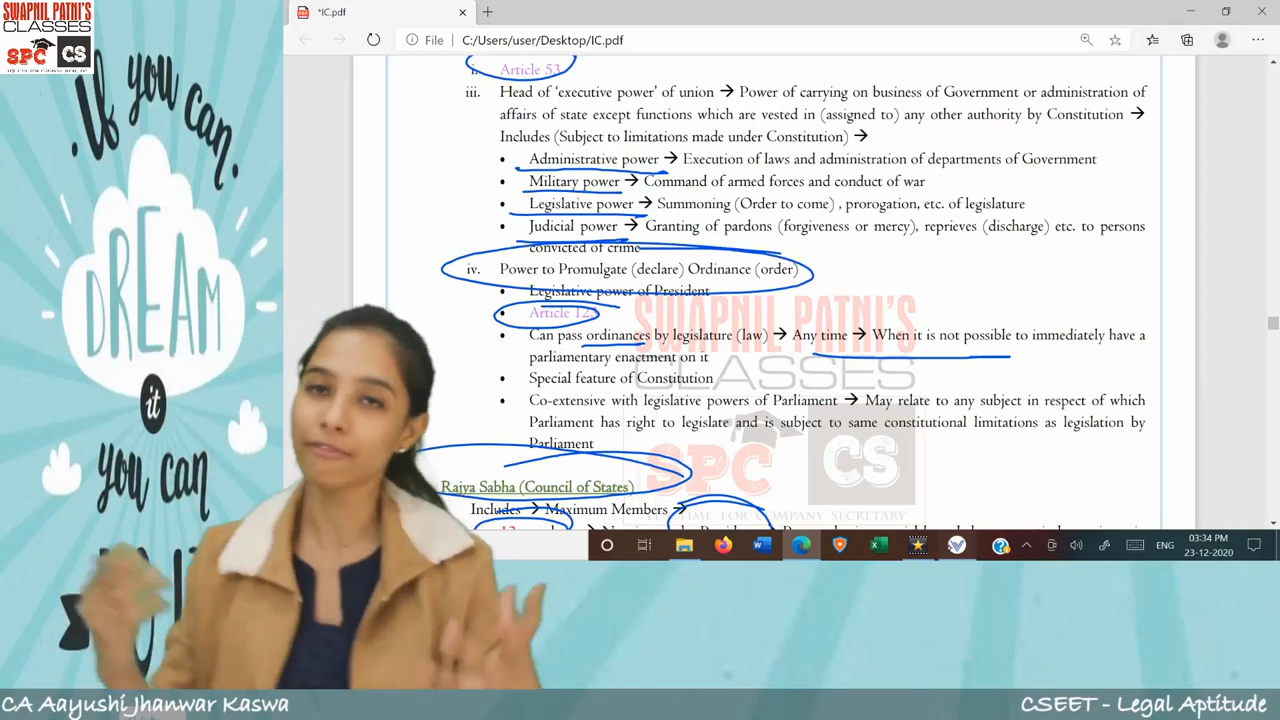 SWAPNIL PATNI'S
CLASSES
SPC CS
If you can
DREAM
it
you can
*IC.pdf
File C:/Users/user/Desktop/IC.pdf
Article 53
iii. Head of 'executive power' of union → Power of carrying on business of Government or administration of
affairs of state except functions which are vested in (assigned to) any other authority by Constitution →
Includes (Subject to limitations made under Constitution) →
• Administrative power → Execution of laws and administration of departments of Government
• Military power → Command of armed forces and conduct of war
• Legislative power → Summoning (Order to come) , prorogation, etc. of legislature
• Judicial power → Granting of pardons (forgiveness or mercy), reprieves (discharge) etc. to persons
convicted of crime
iv. Power to Promulgate (declare) Ordinance (order)
• Legislative power of President
• Article 123
• Can pass ordinances by legislature (law) → Any time → When it is not possible to immediately have a
parliamentary enactment on it
• Special feature of Constitution
• Co-extensive with legislative powers of Parliament → May relate to any subject in respect of which
Parliament has right to legislate and is subject to same constitutional limitations as legislation by
Parliament
SWAPNIL PATNI'S
CLASSES
SPC CS
TIME FOR COMPANY SECRETARY
Rajya Sabha (Council of States)
Includes → Maximum Members →
ENG
03:34 PM
23-12-2020
CA Aayushi Jhanwar Kaswa
CSEET - Legal Aptitude